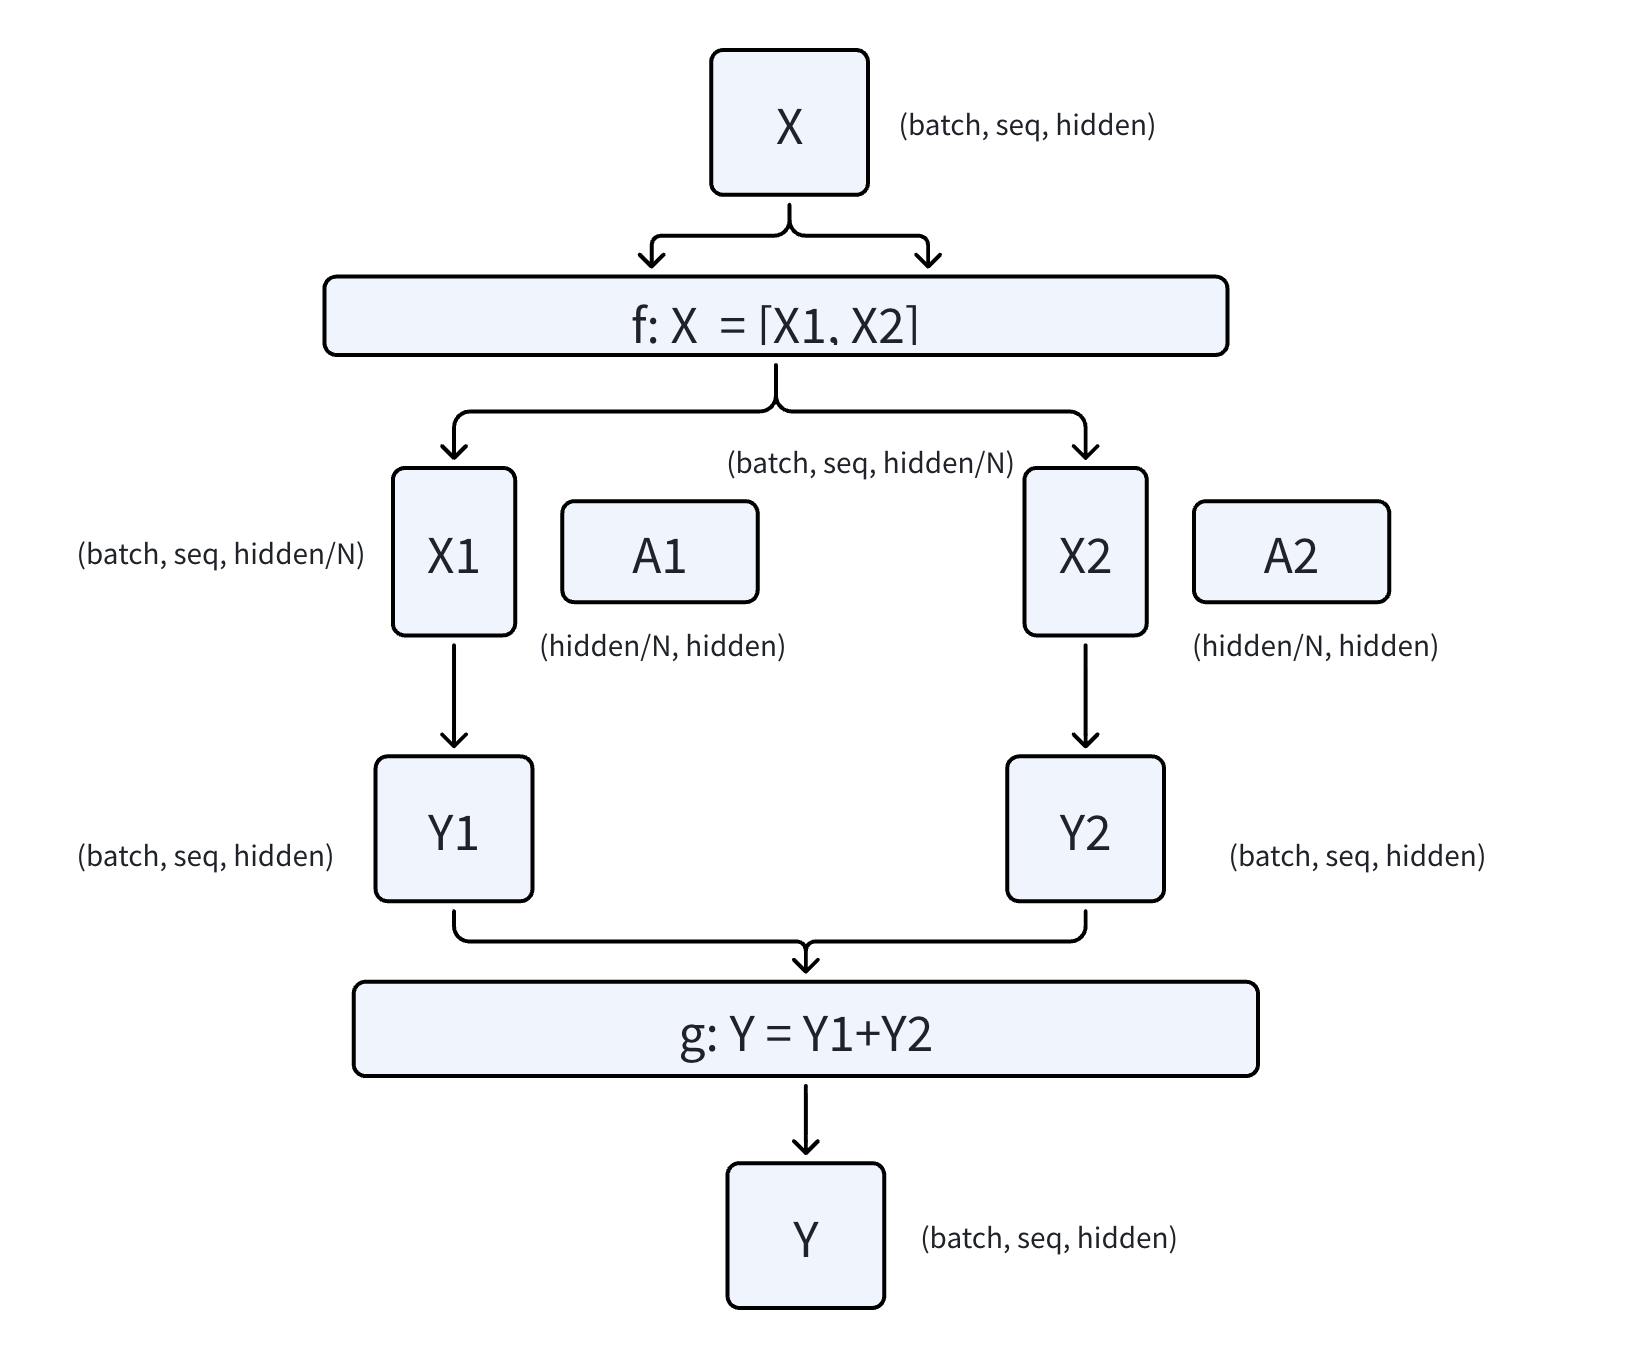 X
(batch, seq, hidden)
f: X = [X1, X2]
(batch, seq, hidden/N)
(batch, seq, hidden/N)
X1
A1
X2
A2
(hidden/N, hidden)
(hidden/N, hidden)
Y1
Y2
(batch, seq, hidden)
(batch, seq, hidden)
g: Y = Y1+Y2
Y
(batch, seq, hidden)